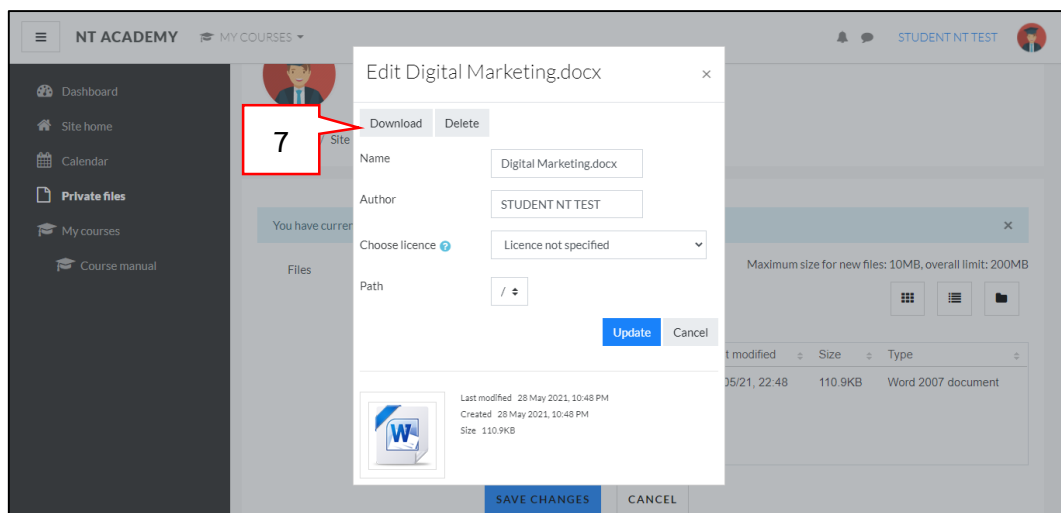 NT ACADEMY MY COURSES STUDENT NT TEST
Dashboard
Site home
Calendar
Private files
My courses
Course manual
7
Site
You have curren
Files
Maximum size for new files: 10MB, overall limit: 200MB
t modified Size Type
05/21, 22:48 110.9KB Word 2007 document
Edit Digital Marketing.docx ×
Download Delete
Name Digital Marketing.docx
Author STUDENT NT TEST
Choose licence ? Licence not specified
Path /
Update Cancel
W
Last modified 28 May 2021, 10:48 PM
Created 28 May 2021, 10:48 PM
Size 110.9KB
SAVE CHANGES CANCEL